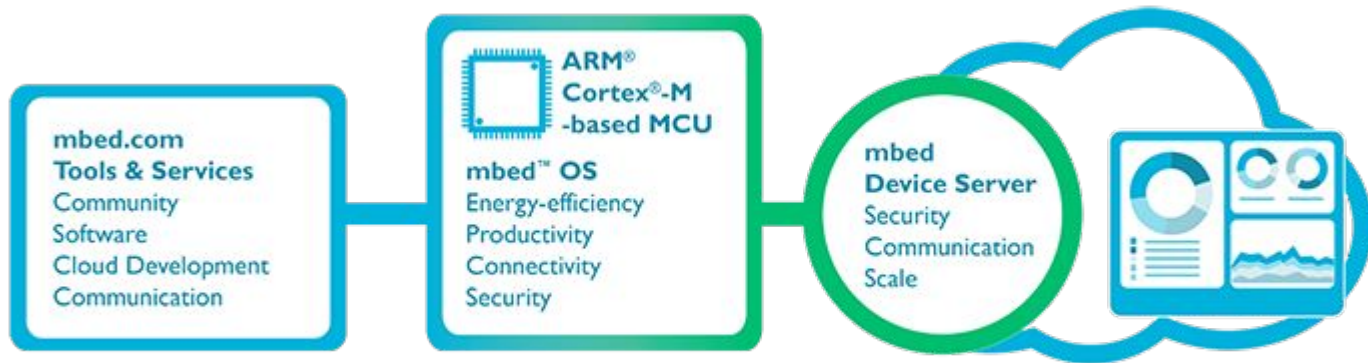 mbed.com
Tools & Services
Community
Software
Cloud Development
Communication
ARM®
Cortex®-M
-based MCU
mbed™ OS
Energy-efficiency
Productivity
Connectivity
Security
mbed
Device Server
Security
Communication
Scale